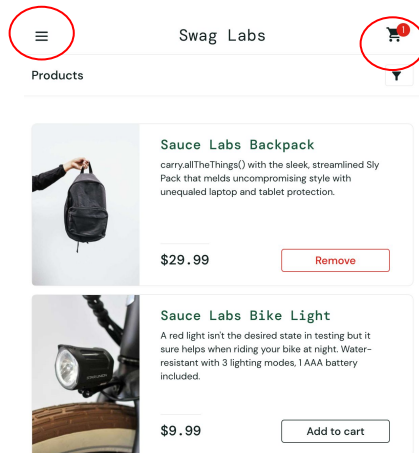 Swag Labs
1
Products
Sauce Labs Backpack
carry.allTheThings() with the sleek, streamlined Sly
Pack that melds uncompromising style with
unequaled laptop and tablet protection.
$29.99
Remove
Sauce Labs Bike Light
A red light isn't the desired state in testing but it
sure helps when riding your bike at night. Water-
resistant with 3 lighting modes, 1 AAA battery
included.
$9.99
Add to cart